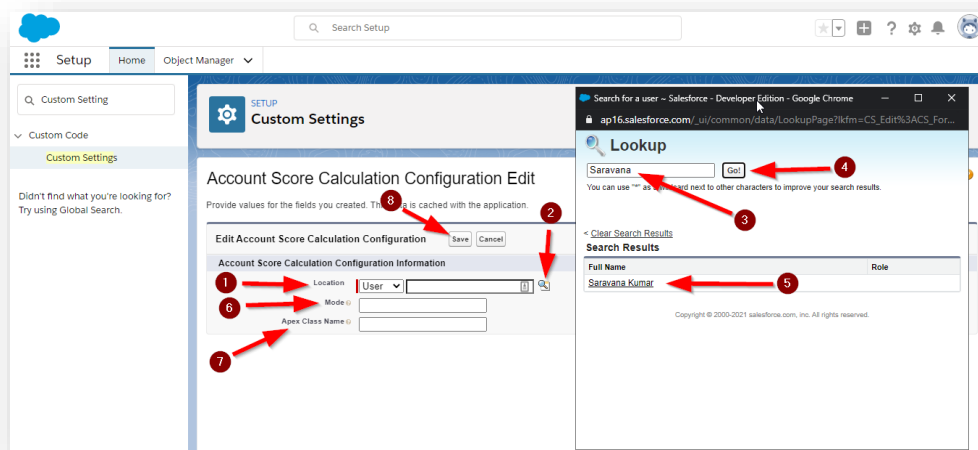 Search Setup
Setup
Home
Object Manager
Custom Setting
Custom Code
Custom Settings
Didn't find what you're looking for?
Try using Global Search.
SETUP
Custom Settings
Account Score Calculation Configuration Edit
Provide values for the fields you created. This is cached with the application.
8
2
Edit Account Score Calculation Configuration
Save
Cancel
Account Score Calculation Configuration Information
1
Location
User
6
Mode
Apex Class Name
7
Search for a user ~ Salesforce - Developer Edition - Google Chrome
ap16.salesforce.com/_ui/common/data/LookupPage?lkfm=CS_Edit%3ACS_For...
Lookup
Saravana
Go!
4
You can use "*" as a next to other characters to improve your search results.
3
< Clear Search Results
Search Results
Full Name
Role
Saravana Kumar
5
Copyright © 2000-2021 salesforce.com, inc. All rights reserved.